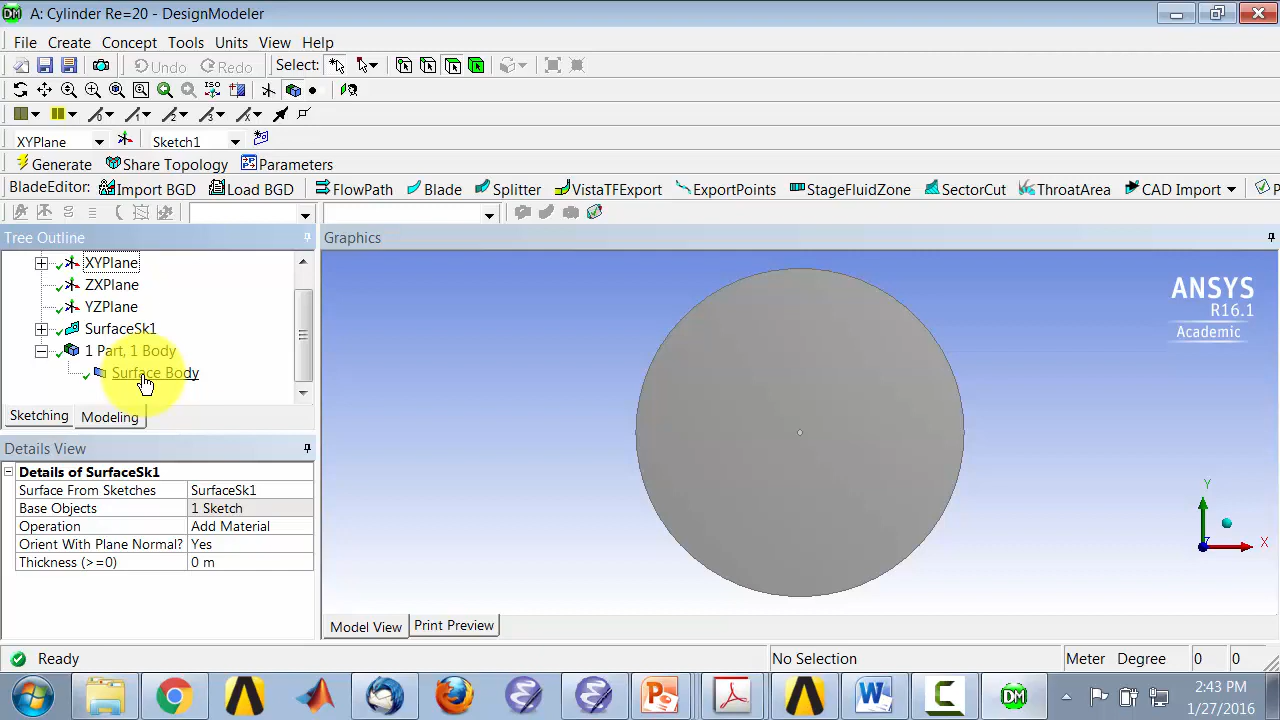 A: Cylinder Re=20 - DesignModeler
File Create Concept Tools Units View Help
Undo Redo Select:
XYPlane Sketch1
Generate Share Topology Parameters
BladeEditor: Import BGD Load BGD FlowPath Blade Splitter VistaTFExport ExportPoints StageFluidZone SectorCut ThroatArea CAD Import
Tree Outline
Graphics
XYPlane
ZXPlane
YZPlane
SurfaceSk1
1 Part, 1 Body
Surface Body
Sketching Modeling
Details View
Details of SurfaceSk1
Surface From Sketches SurfaceSk1
Base Objects 1 Sketch
Operation Add Material
Orient With Plane Normal? Yes
Thickness (>=0) 0 m
ANSYS
R16.1
Academic
Y
X
Z
Model View Print Preview
Ready No Selection Meter Degree 0 0
2:43 PM
1/27/2016